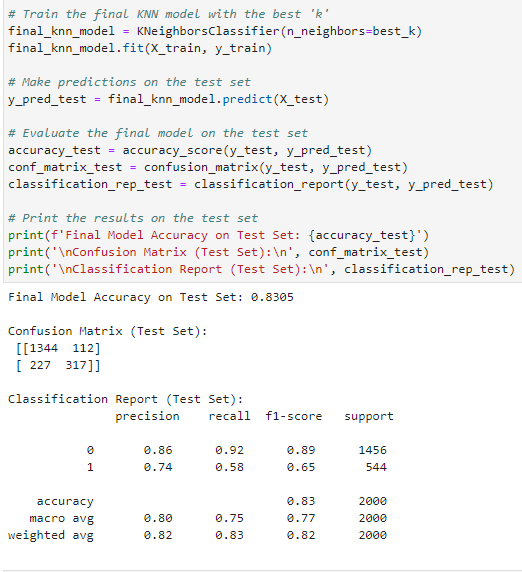 # Train the final KNN model with the best 'k'
final_knn_model = KNeighborsClassifier(n_neighbors=best_k)
final_knn_model.fit(X_train, y_train)
# Make predictions on the test set
y_pred_test = final_knn_model.predict(X_test)
# Evaluate the final model on the test set
accuracy_test = accuracy_score(y_test, y_pred_test)
conf_matrix_test = confusion_matrix(y_test, y_pred_test)
classification_rep_test = classification_report(y_test, y_pred_test)
# Print the results on the test set
print(f'Final Model Accuracy on Test Set: {accuracy_test}')
print('\nConfusion Matrix (Test Set):\n', conf_matrix_test)
print('\nClassification Report (Test Set):\n', classification_rep_test)
Final Model Accuracy on Test Set: 0.8305
Confusion Matrix (Test Set):
[[1344 112]
[ 227 317]]
Classification Report (Test Set):
precision recall f1-score support
0 0.86 0.92 0.89 1456
1 0.74 0.58 0.65 544
accuracy 0.83 2000
macro avg 0.80 0.75 0.77 2000
weighted avg 0.82 0.83 0.82 2000